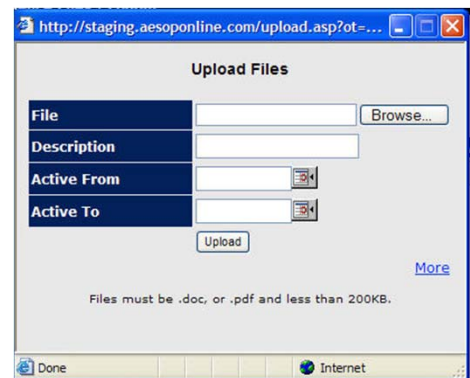 http://staging.aesoponline.com/upload.asp?ot=...
Upload Files
File Browse...
Description
Active From
Active To
Upload
More
Files must be .doc, or .pdf and less than 200KB.
Done Internet